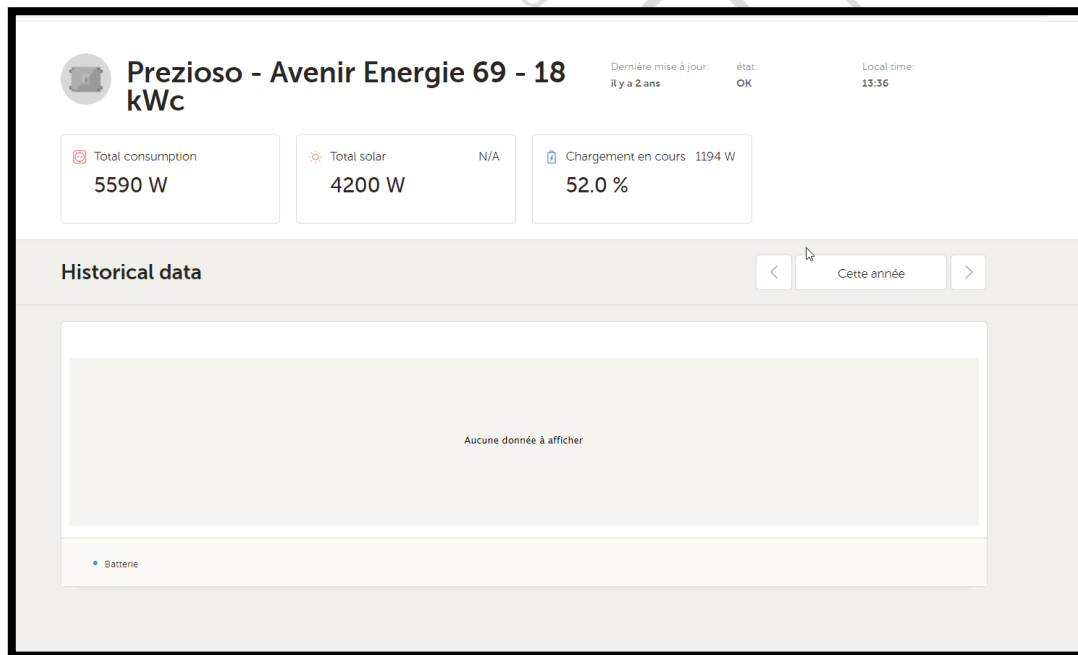 Prezioso - Avenir Energie 69 - 18
kWc
Dernière mise à jour:
il y a 2 ans
état:
OK
Local time:
13:36
Total consumption
5590 W
Total solar N/A
4200 W
Chargement en cours 1194 W
52.0 %
Historical data
Cette année
Aucune donnée à afficher
Batterie